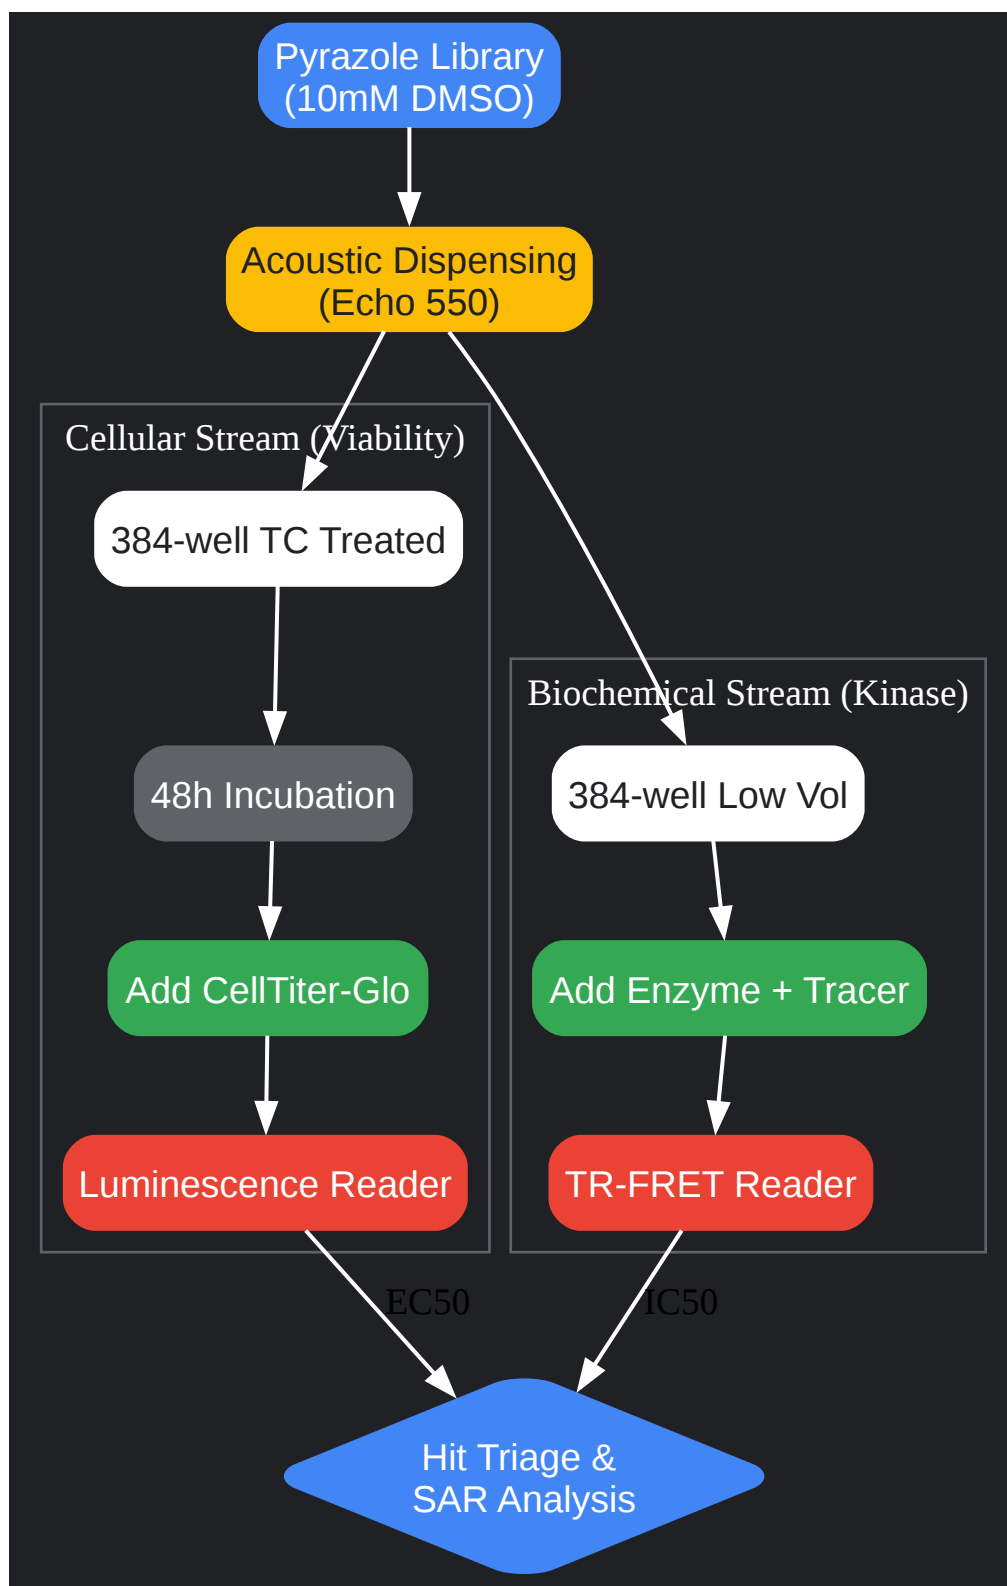 Pyrazole Library
(10mM DMSO)
Acoustic Dispensing
(Echo 550)
Cellular Stream (Viability)
384-well TC Treated
48h Incubation
Add CellTiter-Glo
Luminescence Reader
Biochemical Stream (Kinase)
384-well Low Vol
Add Enzyme + Tracer
TR-FRET Reader
EC50
IC50
Hit Triage &
SAR Analysis